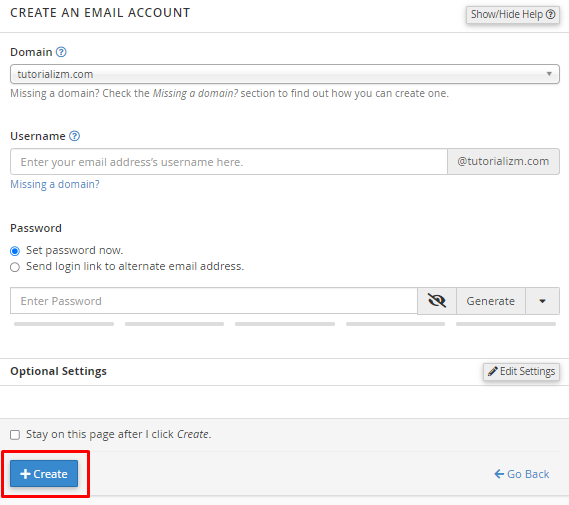 CREATE AN EMAIL ACCOUNT
Show/Hide Help
Domain
tutorializm.com
Missing a domain? Check the Missing a domain? section to find out how you can create one.
Username
Enter your email address's username here. @tutorializm.com
Missing a domain?
Password
Set password now.
Send login link to alternate email address.
Enter Password Generate
Optional Settings Edit Settings
Stay on this page after I click Create.
+ Create Go Back